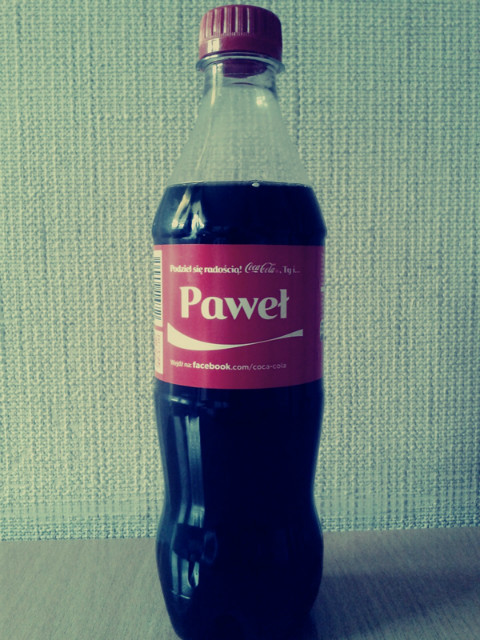 Podziel się radością! Coca-Cola, Ty i...
Paweł
Wejdź na: facebook.com/coca-cola